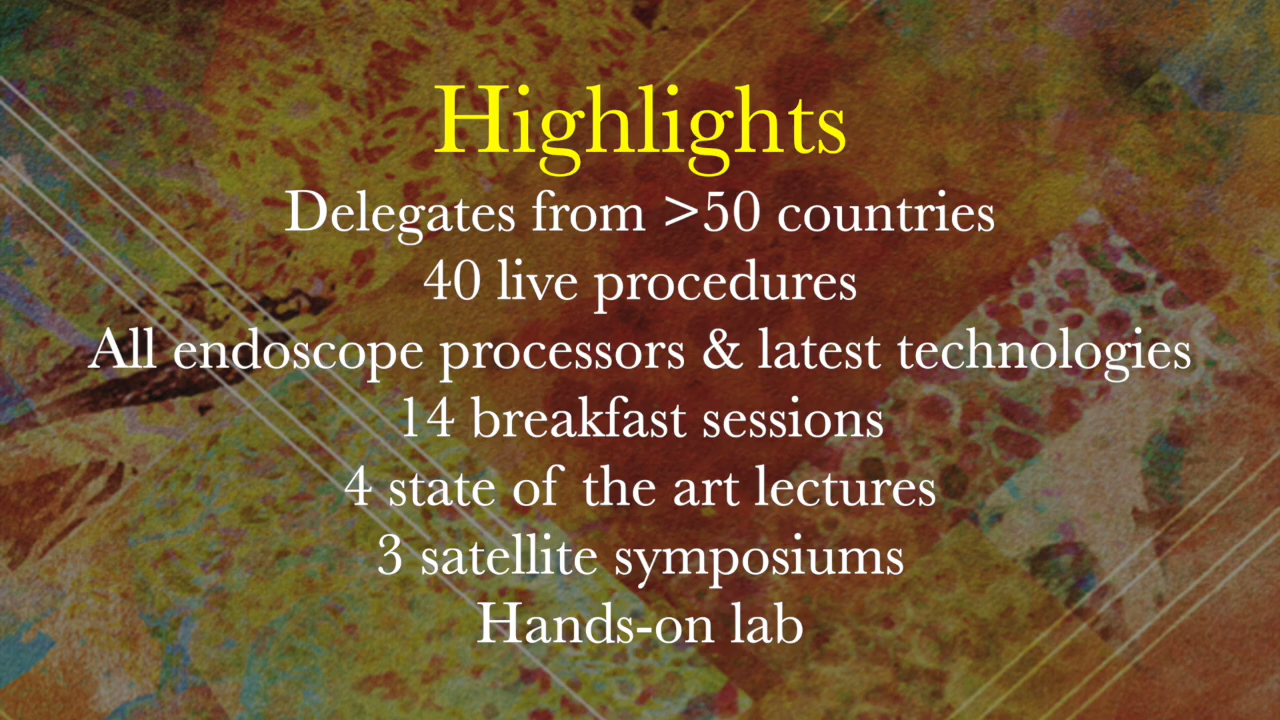 Highlights
Delegates from >50 countries
40 live procedures
All endoscope processors & latest technologies
14 breakfast sessions
4 state of the art lectures
3 satellite symposiums
Hands-on lab